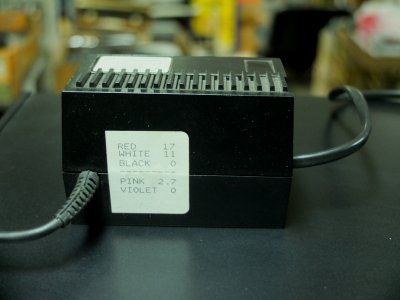 RED 17
WHITE 11
BLACK 0
PINK 2.7
VIOLET 0